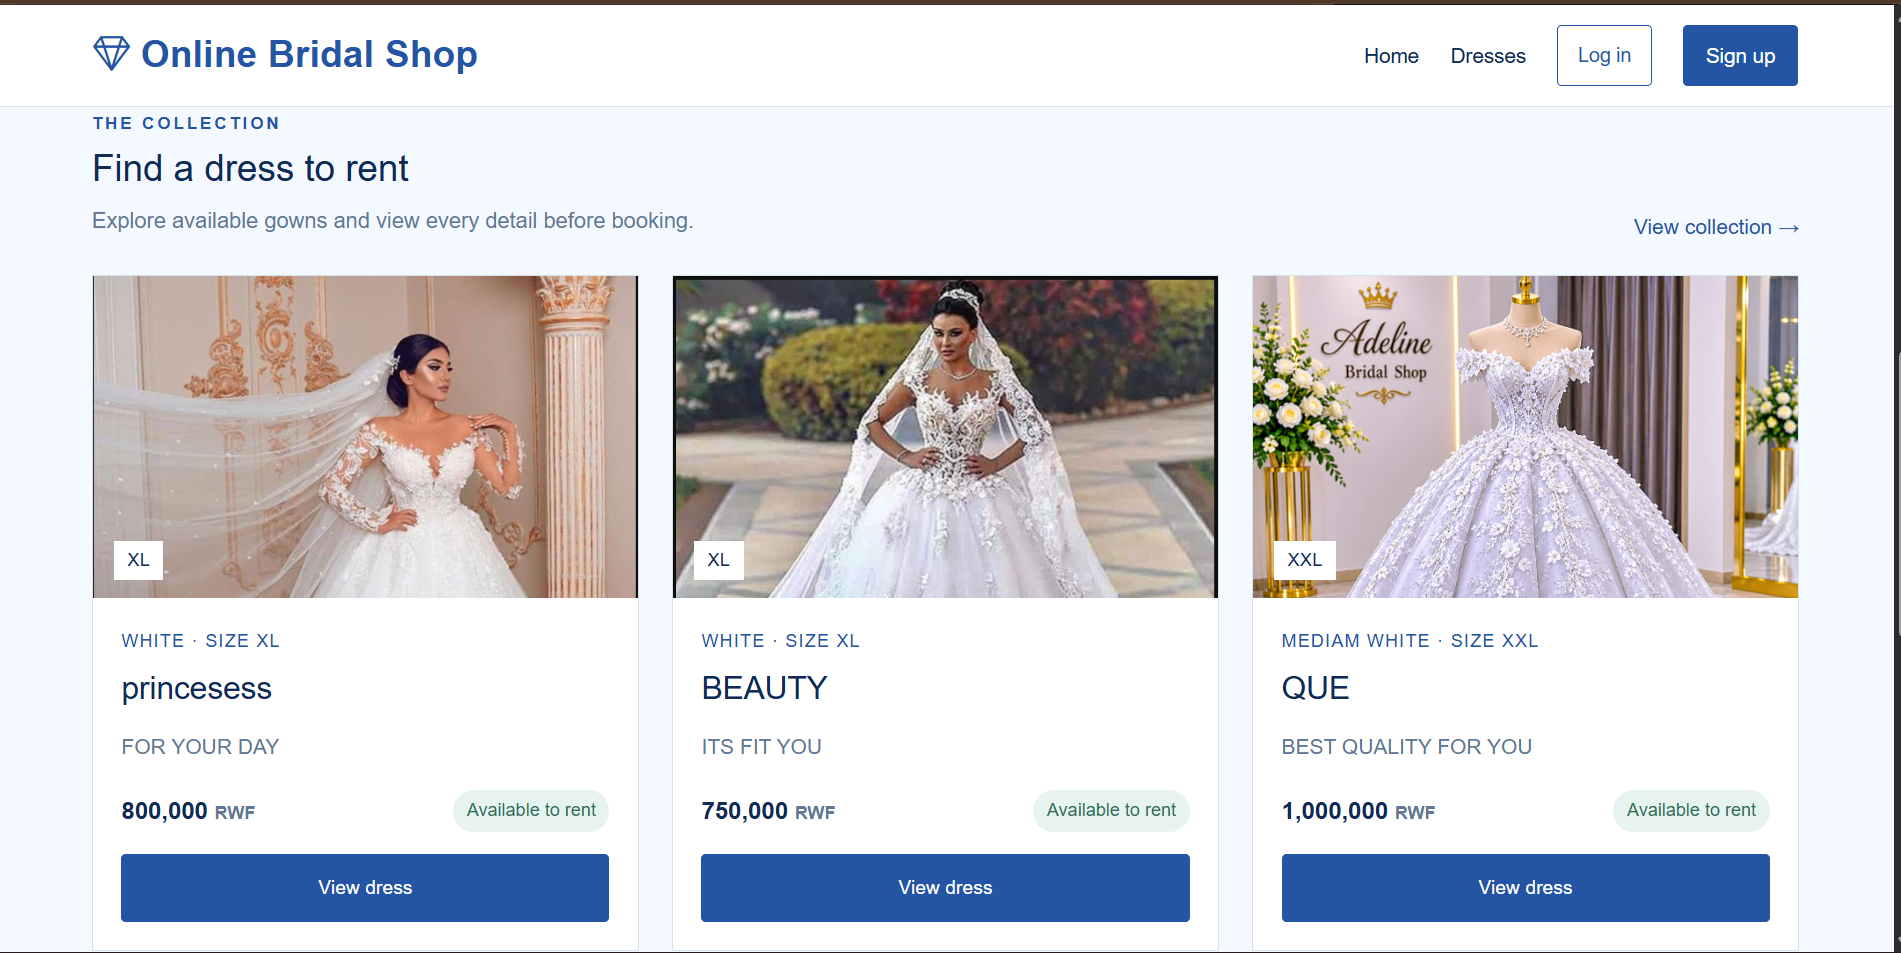 Online Bridal Shop
Home
Dresses
Log in
Sign up
THE COLLECTION
Find a dress to rent
Explore available gowns and view every detail before booking.
View collection →
XL
WHITE · SIZE XL
princesess
FOR YOUR DAY
800,000 RWF
Available to rent
View dress
XL
WHITE · SIZE XL
BEAUTY
ITS FIT YOU
750,000 RWF
Available to rent
View dress
Adeline
Bridal Shop
XXL
MEDIAM WHITE · SIZE XXL
QUE
BEST QUALITY FOR YOU
1,000,000 RWF
Available to rent
View dress